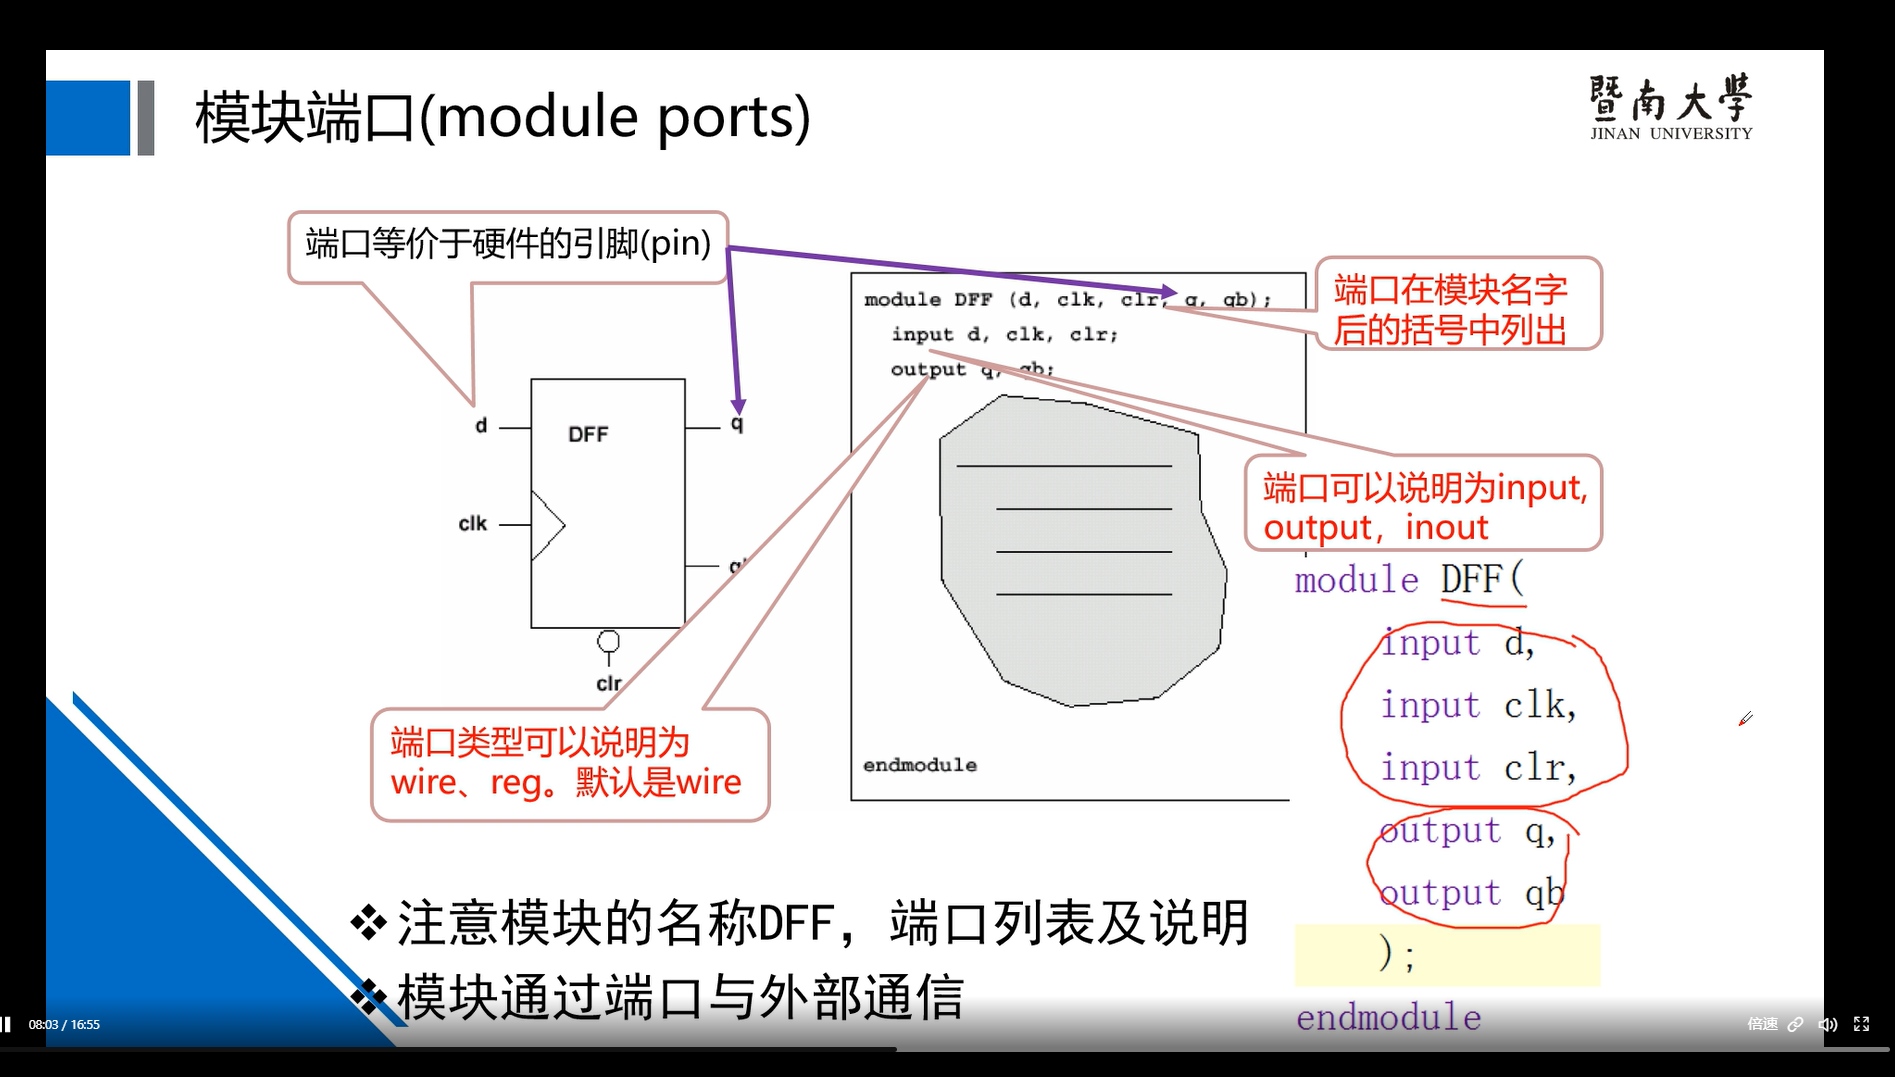 模块端口(module ports)
暨南大学
JINAN UNIVERSITY
端口等价于硬件的引脚(pin)
module DFF (d, clk, clr, q, qb);
input d, clk, clr;
output q, qb;
endmodule
端口在模块名字
后的括号中列出
d
DFF
q
clk
clr
端口可以说明为input,
output，inout
端口类型可以说明为
wire、reg。默认是wire
module DFF(
input d,
input clk,
input clr,
output q,
output qb
);
endmodule
❖注意模块的名称DFF，端口列表及说明
❖模块通过端口与外部通信
08:03 / 16:55
倍速